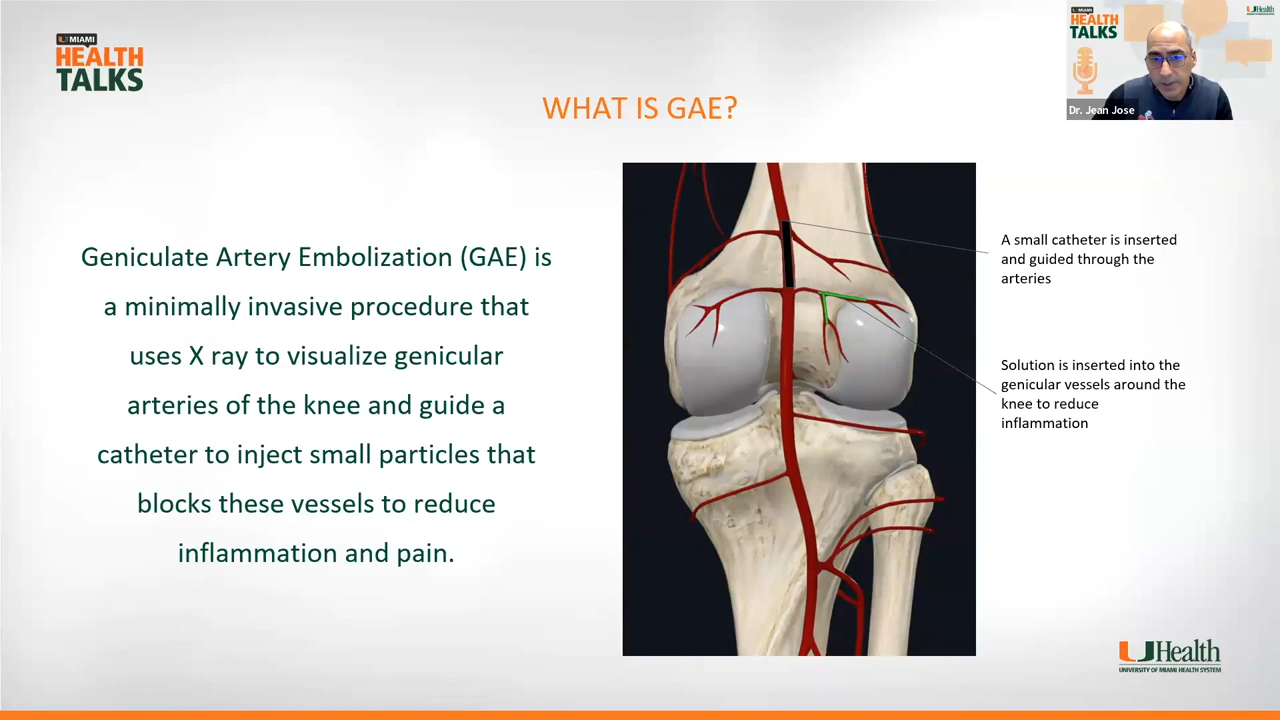 U MIAMI
HEALTH
TALKS
WHAT IS GAE?
Geniculate Artery Embolization (GAE) is
a minimally invasive procedure that
uses X ray to visualize genicular
arteries of the knee and guide a
catheter to inject small particles that
blocks these vessels to reduce
inflammation and pain.
A small catheter is inserted
and guided through the
arteries
Solution is inserted into the
genicular vessels around the
knee to reduce
inflammation
U MIAMI
HEALTH
TALKS
UHealth
Dr. Jean Jose
UHealth
UNIVERSITY OF MIAMI HEALTH SYSTEM